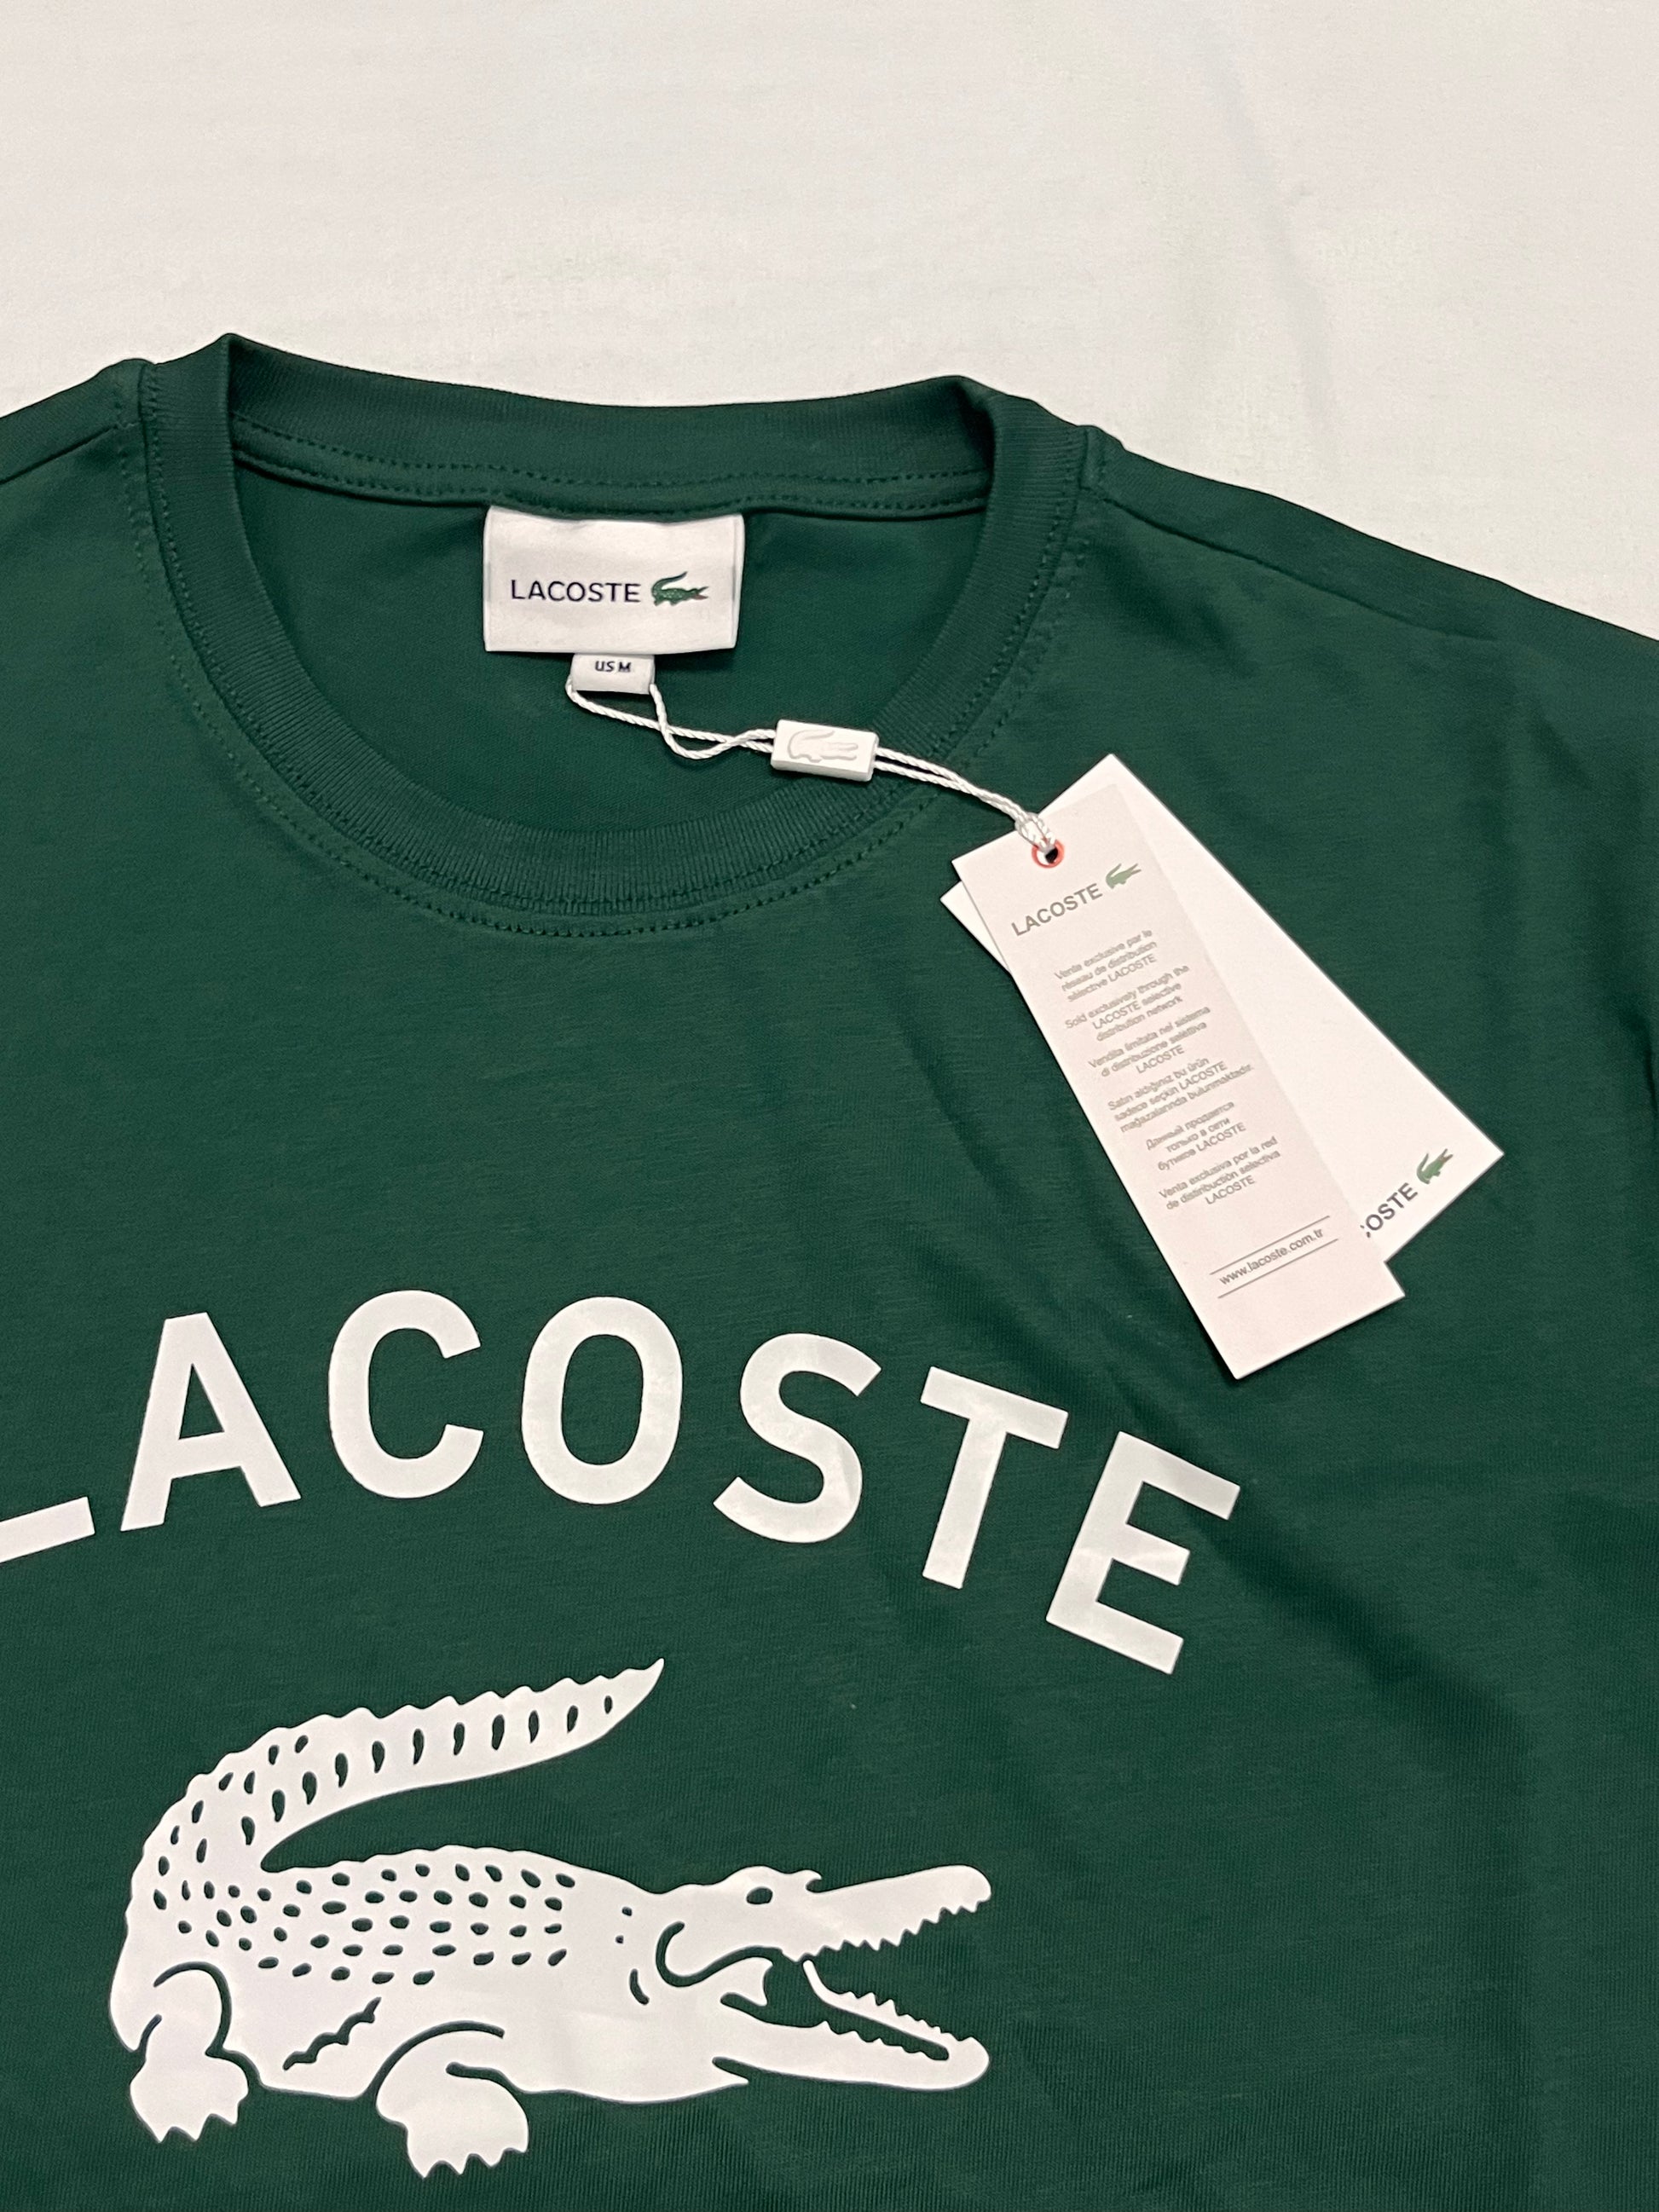 LACOSTE
US M
LACOSTE
Vente exclusive par le
réseau de distribution
sélective LACOSTE
Sold exclusively through the
LACOSTE selective
distribution network
Vendita limitata nel sistema
di distribuzione selettiva
LACOSTE
Satın aldığınız bu ürün
sadece seçkin LACOSTE
mağazalarında bulunmaktadır.
Данный продаётся
только в сети
бутиков LACOSTE
Venta exclusiva por la red
de distribución selectiva
LACOSTE
www.lacoste.com.tr
OSTE
LACOSTE